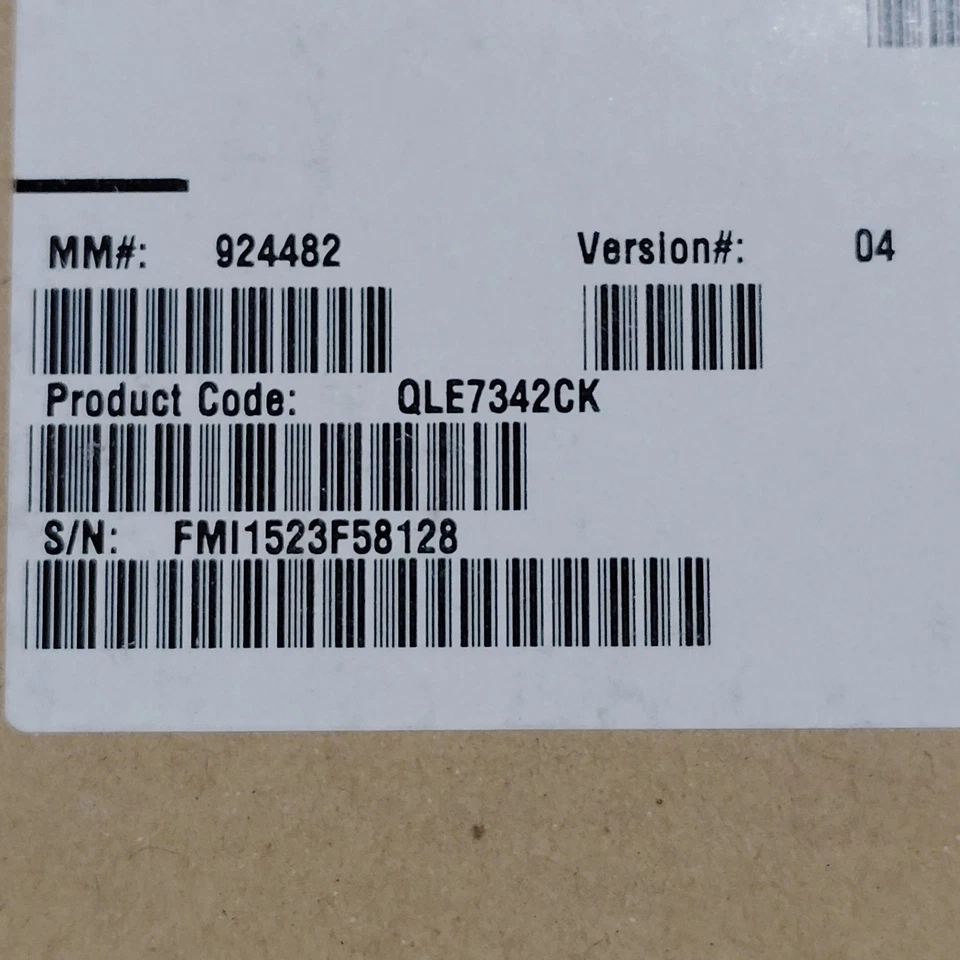 MM#: 924482 Version#: 04
Product Code: QLE7342CK
S/N: FMI1523F58128